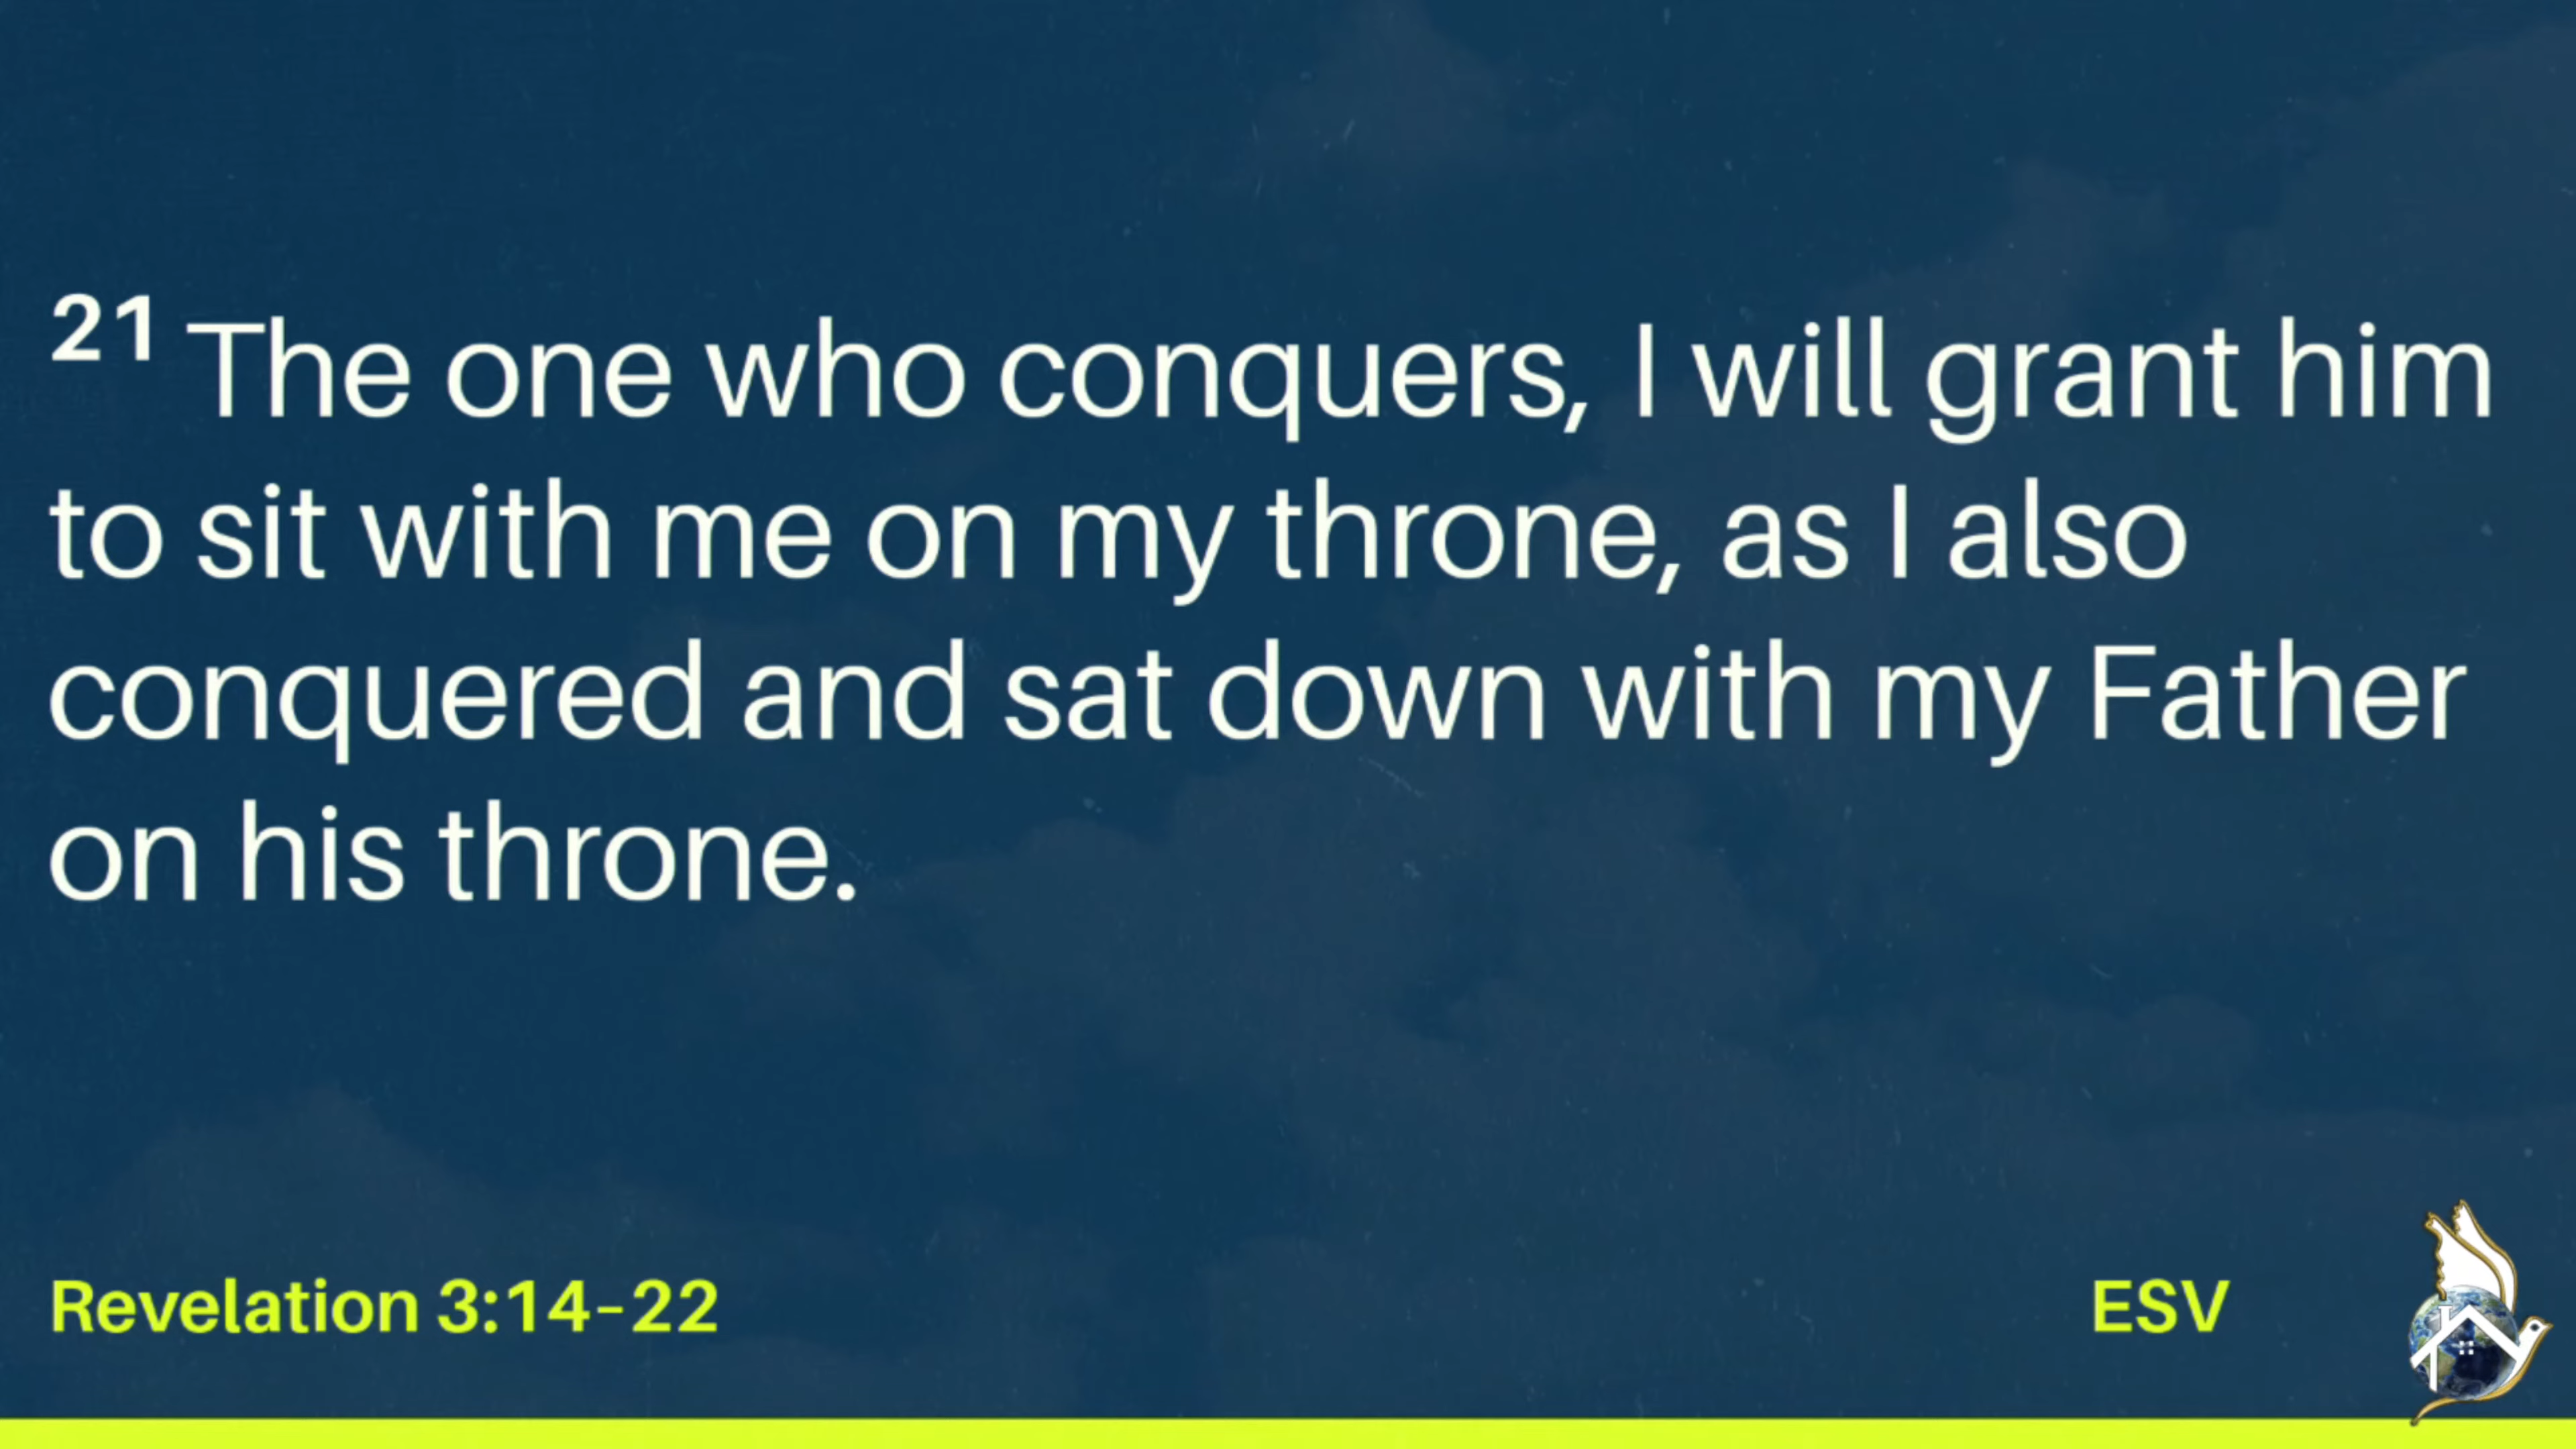 21 The one who conquers, I will grant him
to sit with me on my throne, as I also
conquered and sat down with my Father
on his throne.
Revelation 3:14–22
ESV